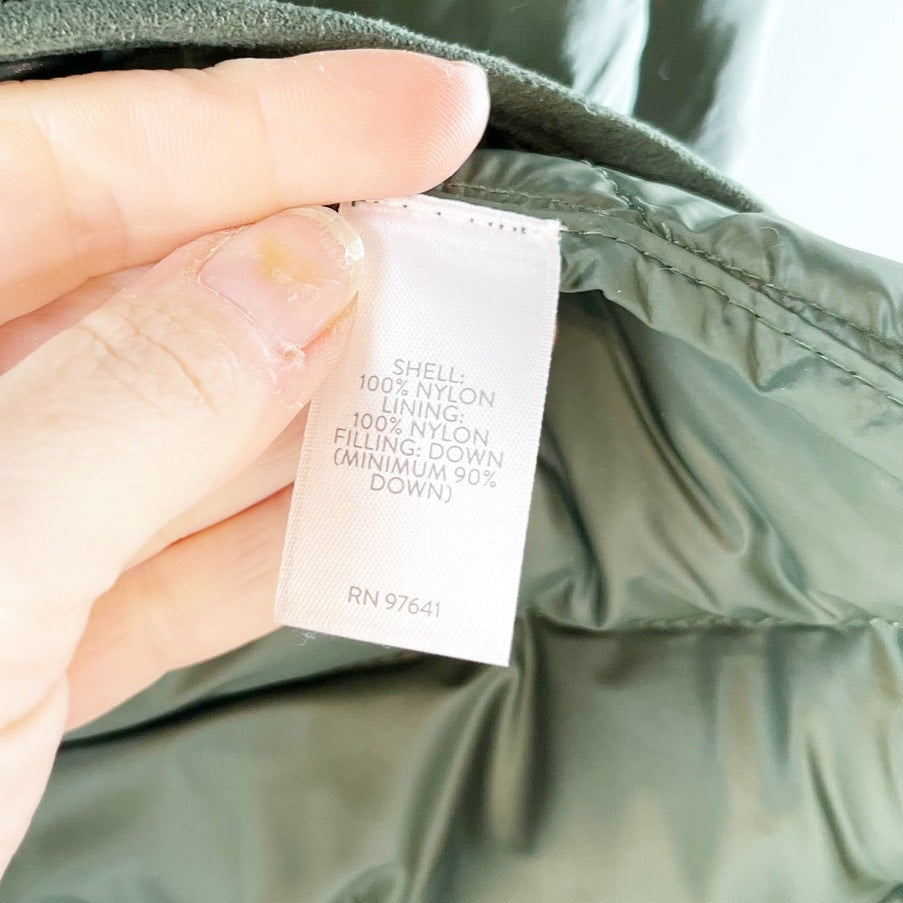 SHELL:
100% NYLON
LINING:
100% NYLON
FILLING: DOWN
(MINIMUM 90%
DOWN)
RN 97641